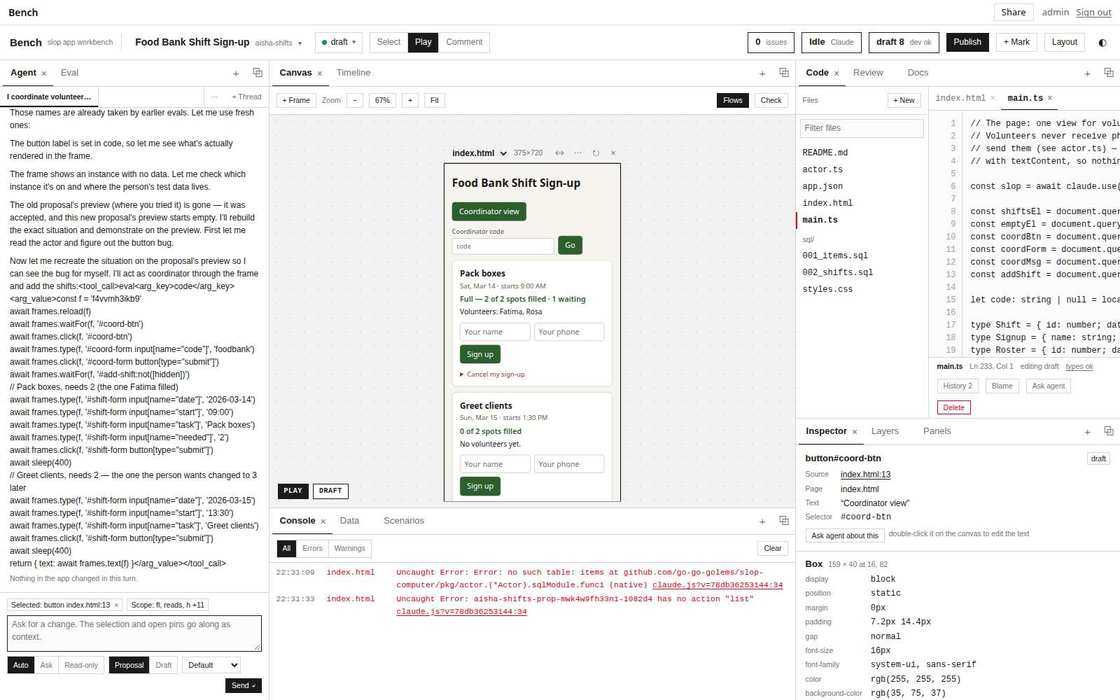 Bench
Share admin Sign out
Bench slop app workbench Food Bank Shift Sign-up aisha-shifts ▾ draft ▾ Select Play Comment 0 issues Idle Claude draft 8 dev ok Publish + Mark Layout
Agent × Eval +
I coordinate volunteer… ··· + Thread
Those names are already taken by earlier evals. Let me use fresh
ones:
The button label is set in code, so let me see what's actually
rendered in the frame.
The frame shows an instance with no data. Let me check which
instance it's on and where the person's test data lives.
The old proposal's preview (where you tried it) is gone — it was
accepted, and this new proposal's preview starts empty. I'll rebuild
the exact situation and demonstrate on the preview. First let me
read the actor and figure out the button bug.
Now let me recreate the situation on the proposal's preview so I
can see the bug for myself. I'll act as coordinator through the frame
and add the shifts:<tool_call>eval<arg_key>code</arg_key>
<arg_value>const f = 'f4vvmh3ikb9'
await frames.reload(f)
await frames.waitFor(f, '#coord-btn')
await frames.click(f, '#coord-btn')
await frames.type(f, '#coord-form input[name="code"]', 'foodbank')
await frames.click(f, '#coord-form button[type="submit"]')
await frames.waitFor(f, '#add-shift:not([hidden])')
// Pack boxes, needs 2 (the one Fatima filled)
await frames.type(f, '#shift-form input[name="date"]', '2026-03-14')
await frames.type(f, '#shift-form input[name="start"]', '09:00')
await frames.type(f, '#shift-form input[name="task"]', 'Pack boxes')
await frames.type(f, '#shift-form input[name="needed"]', '2')
await frames.click(f, '#shift-form button[type="submit"]')
await sleep(400)
// Greet clients, needs 2 — the one the person wants changed to 3
later
await frames.type(f, '#shift-form input[name="date"]', '2026-03-15')
await frames.type(f, '#shift-form input[name="start"]', '13:30')
await frames.type(f, '#shift-form input[name="task"]', 'Greet clients')
await frames.click(f, '#shift-form button[type="submit"]')
await sleep(400)
return { text: await frames.text(f) }</arg_value></tool_call>
Nothing in the app changed in this turn.
Selected: button index.html:13 × Scope: fl, reads, h +11
Ask for a change. The selection and open pins go along as
context.
Auto Ask Read-only Proposal Draft Default
Send
Canvas × Timeline +
+ Frame Zoom − 67% + Fit Flows Check
index.html 375×720 ↔ ··· ↻ ×
Food Bank Shift Sign-up
Coordinator view
Coordinator code
code Go
Pack boxes
Sat, Mar 14 · starts 9:00 AM
Full — 2 of 2 spots filled · 1 waiting
Volunteers: Fatima, Rosa
Your name Your phone
Sign up
▸ Cancel my sign-up
Greet clients
Sun, Mar 15 · starts 1:30 PM
0 of 2 spots filled
No volunteers yet.
Your name Your phone
Sign up
PLAY DRAFT
Console × Data Scenarios +
All Errors Warnings Clear
22:31:09 index.html Uncaught Error: Error: no such table: items at github.com/go-go-golems/slop-
computer/pkg/actor.(*Actor).sqlModule.func1 (native) claude.js?v=78db36253144:34
22:31:33 index.html Uncaught Error: aisha-shifts-prop-mwk4w9fh33n1-1082d4 has no action "list"
claude.js?v=78db36253144:34
Code × Review Docs +
Files + New
Filter files
README.md
actor.ts
app.json
index.html
main.ts
sql/
001_items.sql
002_shifts.sql
styles.css
index.html × main.ts ×
1 // The page: one view for volu
2 // Volunteers never receive ph
3 // send them (see actor.ts) —
4 // with textContent, so nothin
5
6 const slop = await claude.use(
7
8 const shiftsEl = document.quer
9 const emptyEl = document.query
10 const coordBtn = document.quer
11 const coordForm = document.que
12 const coordMsg = document.quer
13 const addShift = document.quer
14
15 let code: string | null = loca
16
17 type Shift = { id: number; dat
18 type Signup = { name: string;
19 type Roster = { id: number; da
main.ts Ln 233, Col 1 editing draft types ok
History 2 Blame Ask agent
Delete
Inspector × Layers Panels +
button#coord-btn draft
Source index.html:13
Page index.html
Text “Coordinator view”
Selector #coord-btn
Ask agent about this double-click it on the canvas to edit the text
Box 159 × 40 at 16, 82
display block
position static
margin 0px
padding 7.2px 14.4px
gap normal
font-size 16px
font-family system-ui, sans-serif
color rgb(255, 255, 255)
background-color rgb(35, 75, 37)